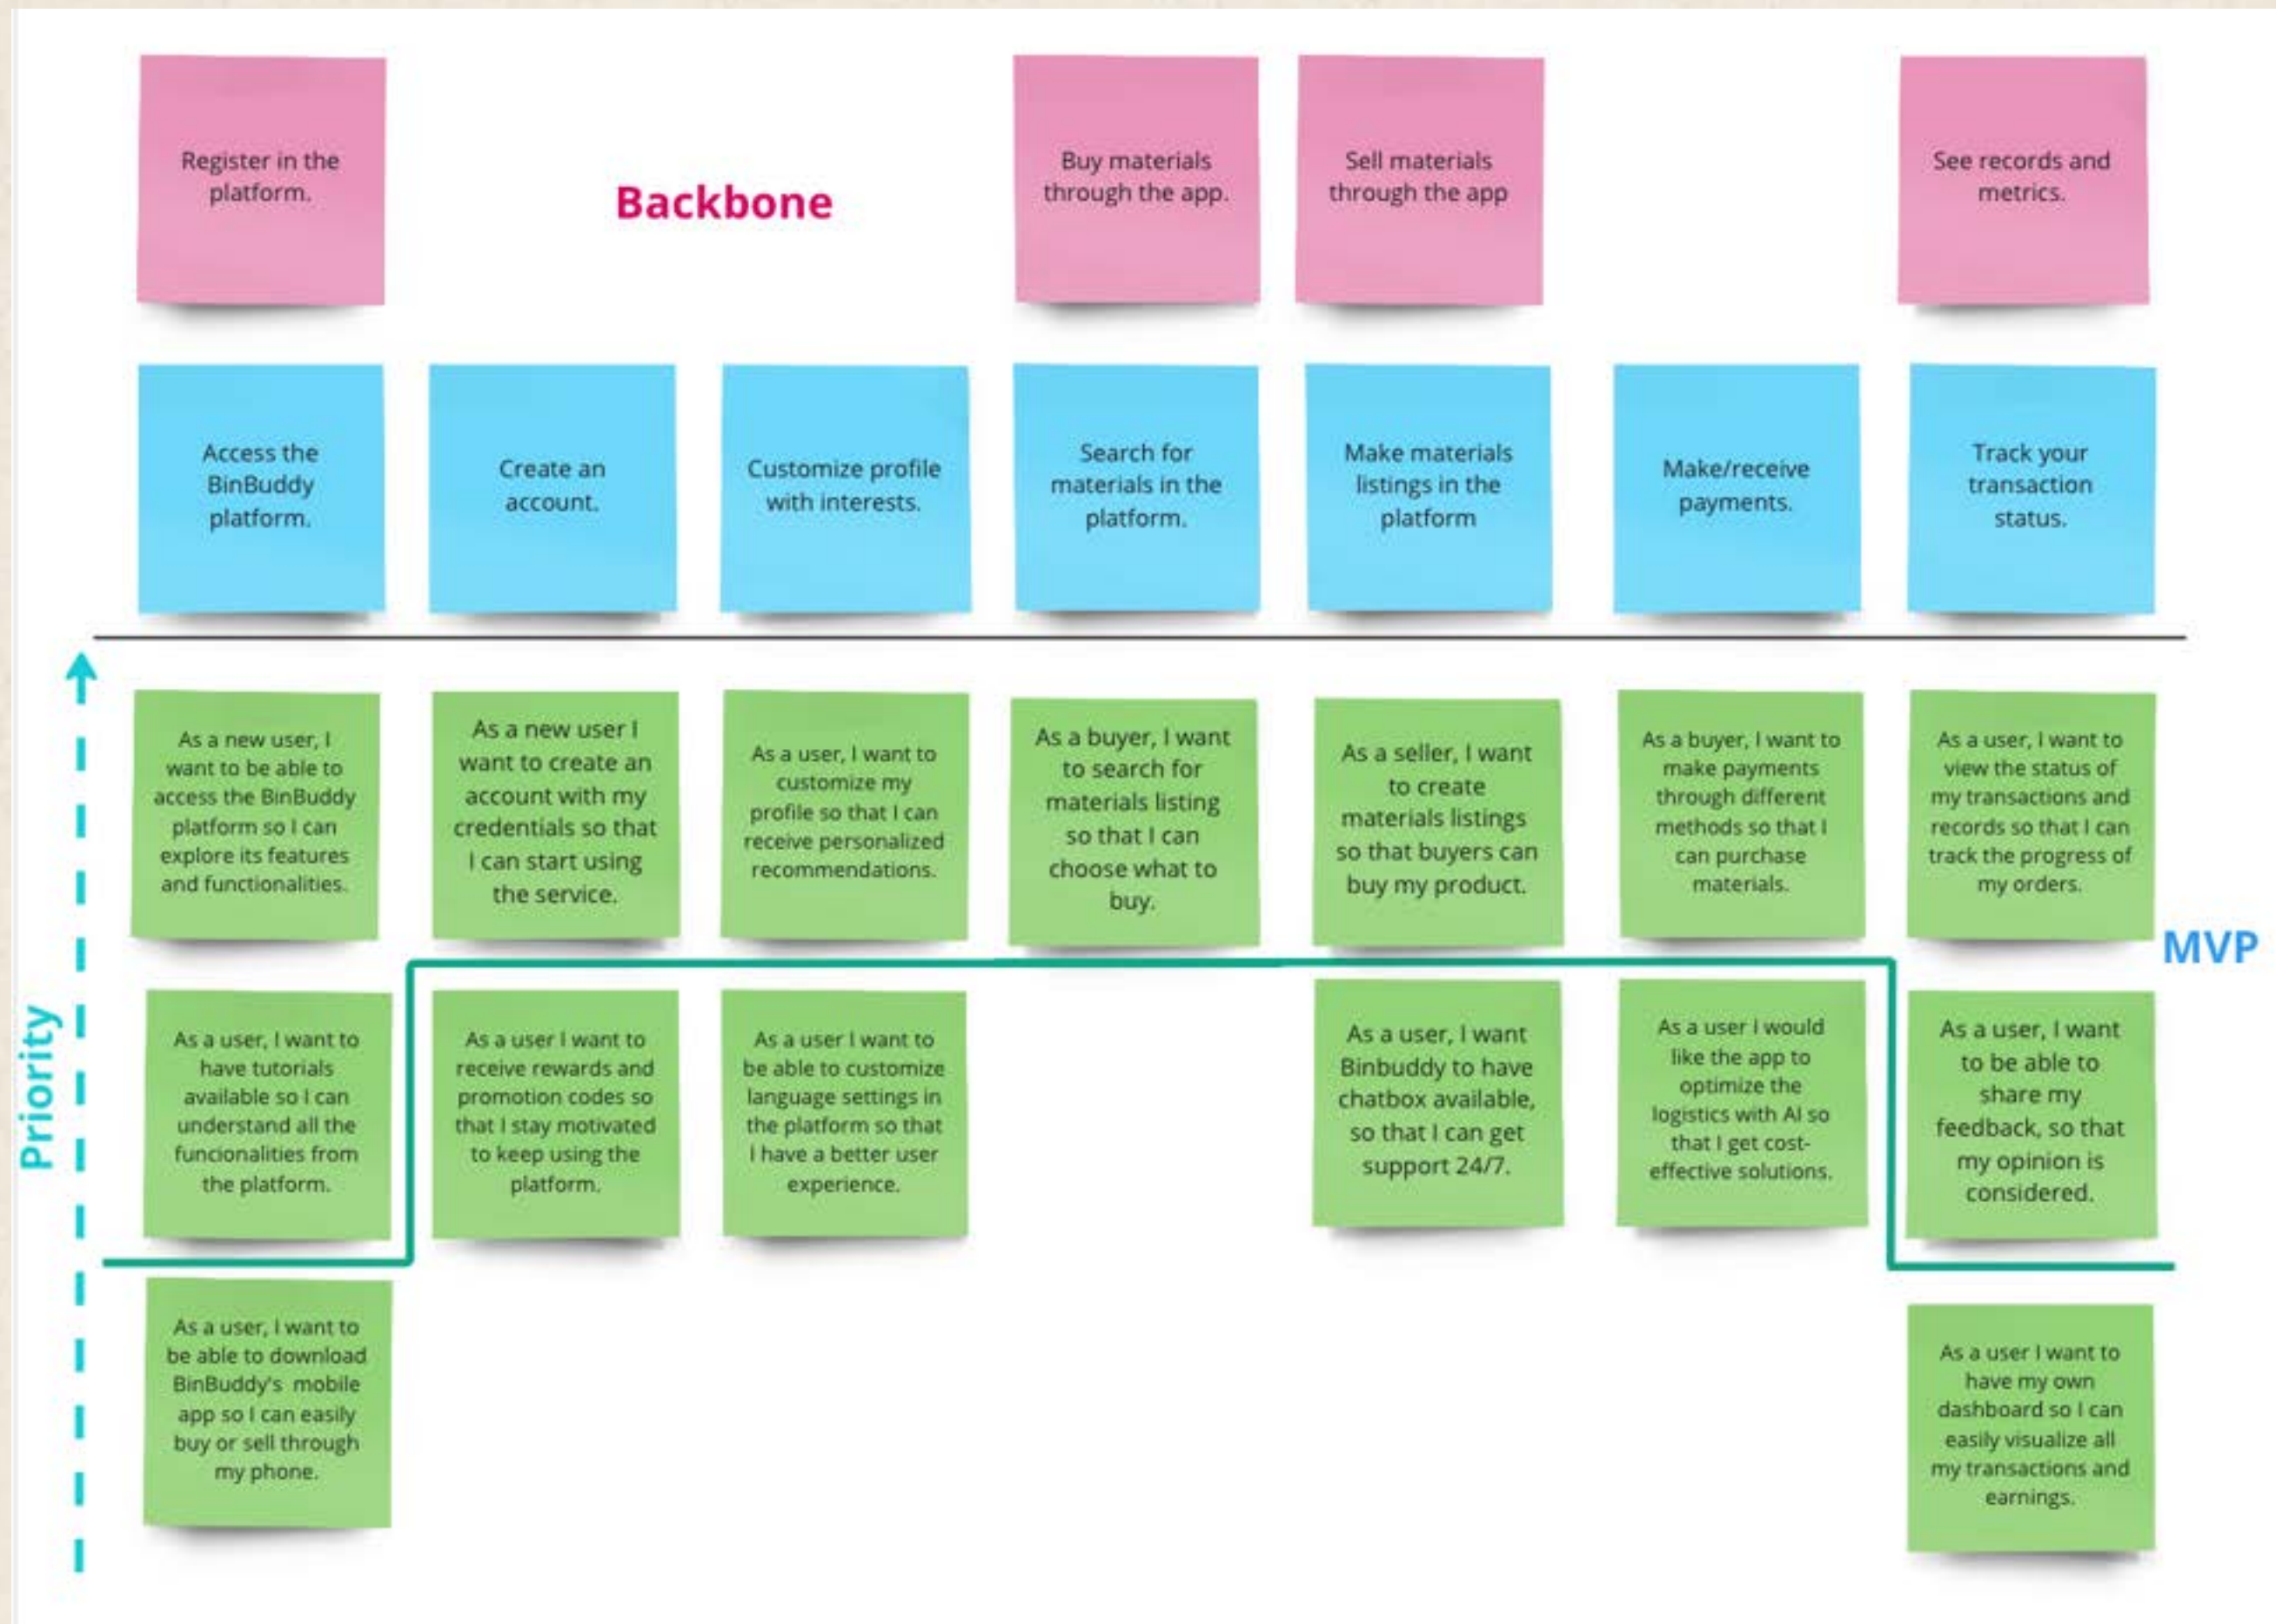 Register in the
platform.
Backbone
Buy materials
through the app.
Sell materials
through the app
See records and
metrics.
Access the
BinBuddy
platform.
Create an
account.
Customize profile
with interests.
Search for
materials in the
platform.
Make materials
listings in the
platform
Make/receive
payments.
Track your
transaction
status.
Priority
As a new user, I
want to be able to
access the BinBuddy
platform so I can
explore its features
and functionalities.
As a new user I
want to create an
account with my
credentials so that
I can start using
the service.
As a user, I want to
customize my
profile so that I can
receive personalized
recommendations.
As a buyer, I want
to search for
materials listing
so that I can
choose what to
buy.
As a seller, I want
to create
materials listings
so that buyers can
buy my product.
As a buyer, I want to
make payments
through different
methods so that I
can purchase
materials.
As a user, I want to
view the status of
my transactions and
records so that I can
track the progress of
my orders.
MVP
As a user, I want to
have tutorials
available so I can
understand all the
funcionalities from
the platform.
As a user I want to
receive rewards and
promotion codes so
that I stay motivated
to keep using the
platform.
As a user I want to
be able to customize
language settings in
the platform so that
I have a better user
experience.
As a user, I want
Binbuddy to have
chatbox available,
so that I can get
support 24/7.
As a user I would
like the app to
optimize the
logistics with AI so
that I get cost-
effective solutions.
As a user, I want
to be able to
share my
feedback, so that
my opinion is
considered.
As a user, I want to
be able to download
BinBuddy's mobile
app so I can easily
buy or sell through
my phone.
As a user I want to
have my own
dashboard so I can
easily visualize all
my transactions and
earnings.